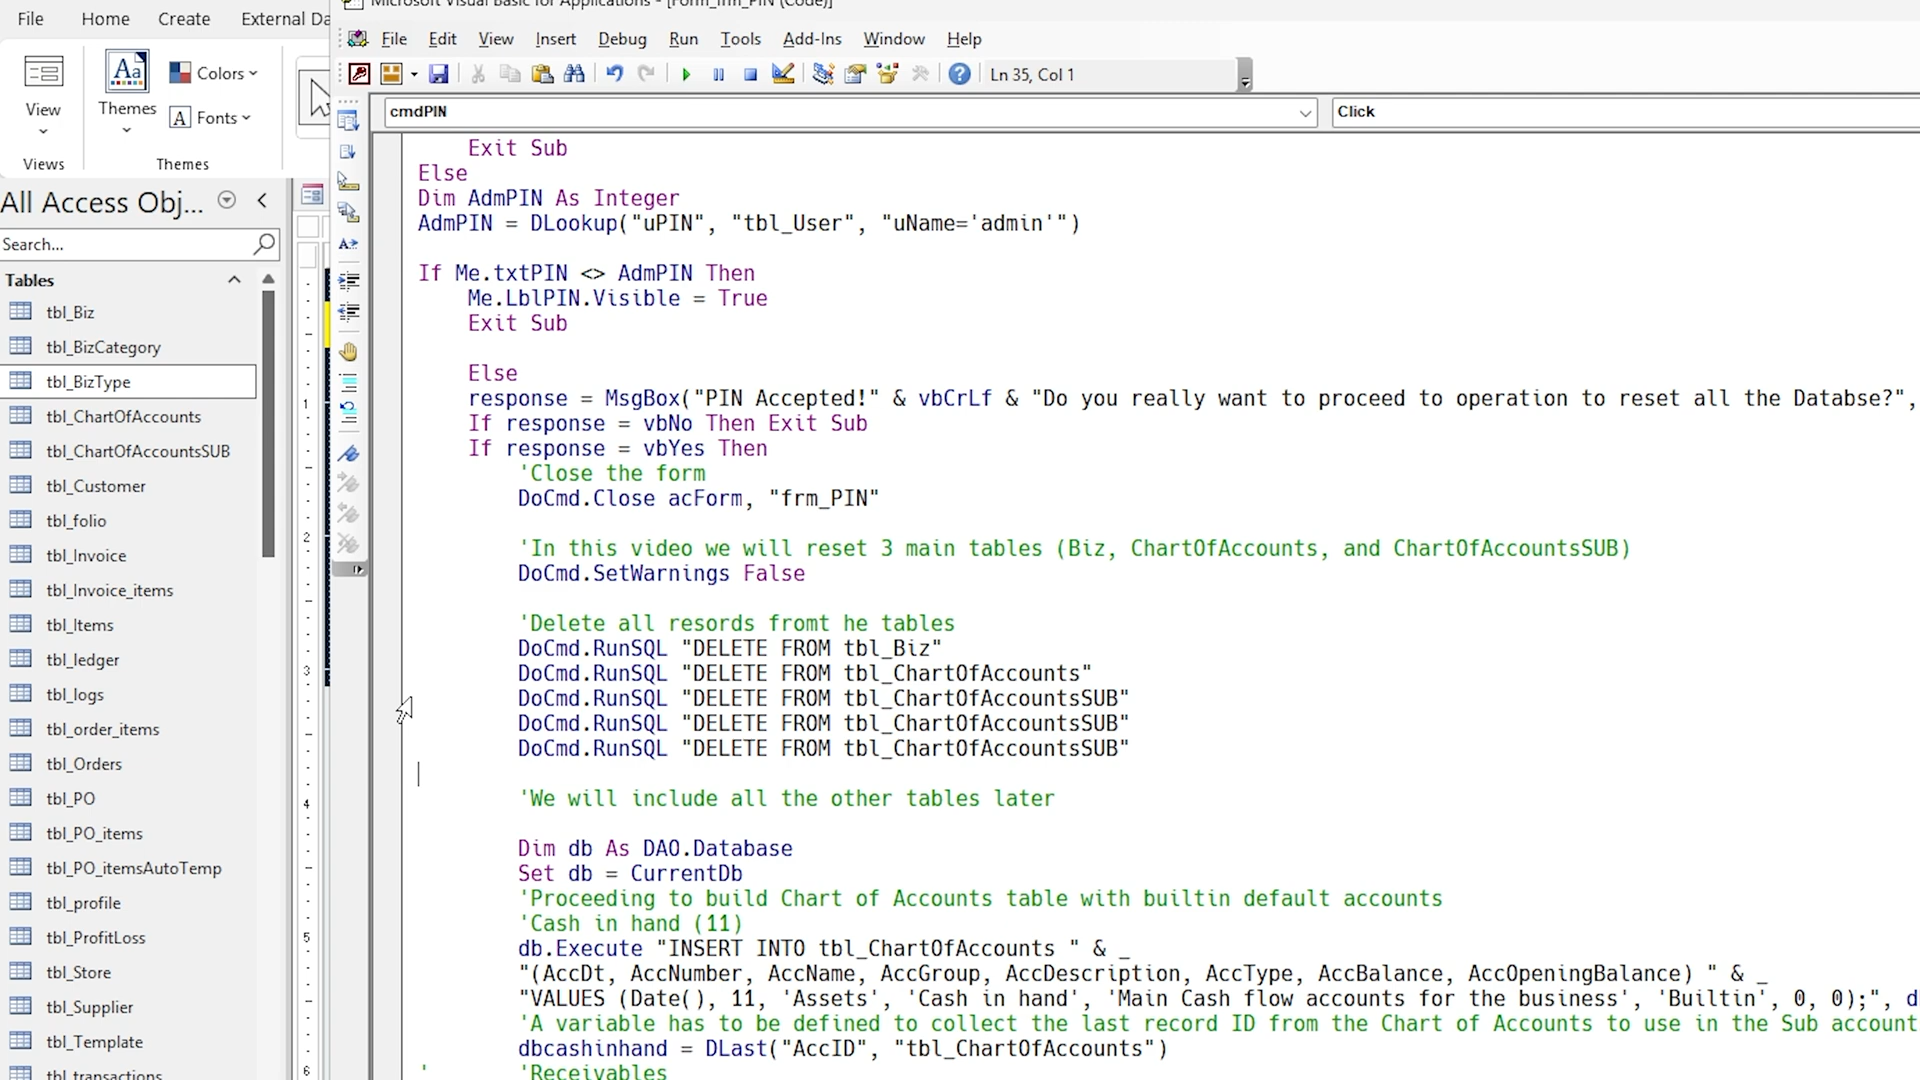 Microsoft Visual Basic for Applications - [Form_frm_PIN (Code)]
File Home Create External Da
File Edit View Insert Debug Run Tools Add-Ins Window Help
Ln 35, Col 1
View
Themes
Colors
Fonts
Views
Themes
cmdPIN
Click
All Access Obj...
Search...
Tables
tbl_Biz
tbl_BizCategory
tbl_BizType
tbl_ChartOfAccounts
tbl_ChartOfAccountsSUB
tbl_Customer
tbl_folio
tbl_Invoice
tbl_Invoice_items
tbl_Items
tbl_ledger
tbl_logs
tbl_order_items
tbl_Orders
tbl_PO
tbl_PO_items
tbl_PO_itemsAutoTemp
tbl_profile
tbl_ProfitLoss
tbl_Store
tbl_Supplier
tbl_Template
tbl_transactions
1
2
3
4
5
6
Exit Sub
Else
Dim AdmPIN As Integer
AdmPIN = DLookup("uPIN", "tbl_User", "uName='admin'")
If Me.txtPIN <> AdmPIN Then
Me.LblPIN.Visible = True
Exit Sub
Else
response = MsgBox("PIN Accepted!" & vbCrLf & "Do you really want to proceed to operation to reset all the Databse?",
If response = vbNo Then Exit Sub
If response = vbYes Then
'Close the form
DoCmd.Close acForm, "frm_PIN"
'In this video we will reset 3 main tables (Biz, ChartOfAccounts, and ChartOfAccountsSUB)
DoCmd.SetWarnings False
'Delete all resords fromt he tables
DoCmd.RunSQL "DELETE FROM tbl_Biz"
DoCmd.RunSQL "DELETE FROM tbl_ChartOfAccounts"
DoCmd.RunSQL "DELETE FROM tbl_ChartOfAccountsSUB"
DoCmd.RunSQL "DELETE FROM tbl_ChartOfAccountsSUB"
DoCmd.RunSQL "DELETE FROM tbl_ChartOfAccountsSUB"
'We will include all the other tables later
Dim db As DAO.Database
Set db = CurrentDb
'Proceeding to build Chart of Accounts table with builtin default accounts
'Cash in hand (11)
db.Execute "INSERT INTO tbl_ChartOfAccounts " & _
"(AccDt, AccNumber, AccName, AccGroup, AccDescription, AccType, AccBalance, AccOpeningBalance) " & _
"VALUES (Date(), 11, 'Assets', 'Cash in hand', 'Main Cash flow accounts for the business', 'Builtin', 0, 0);", d
'A variable has to be defined to collect the last record ID from the Chart of Accounts to use in the Sub account
dbcashinhand = DLast("AccID", "tbl_ChartOfAccounts")
' 'Receivables